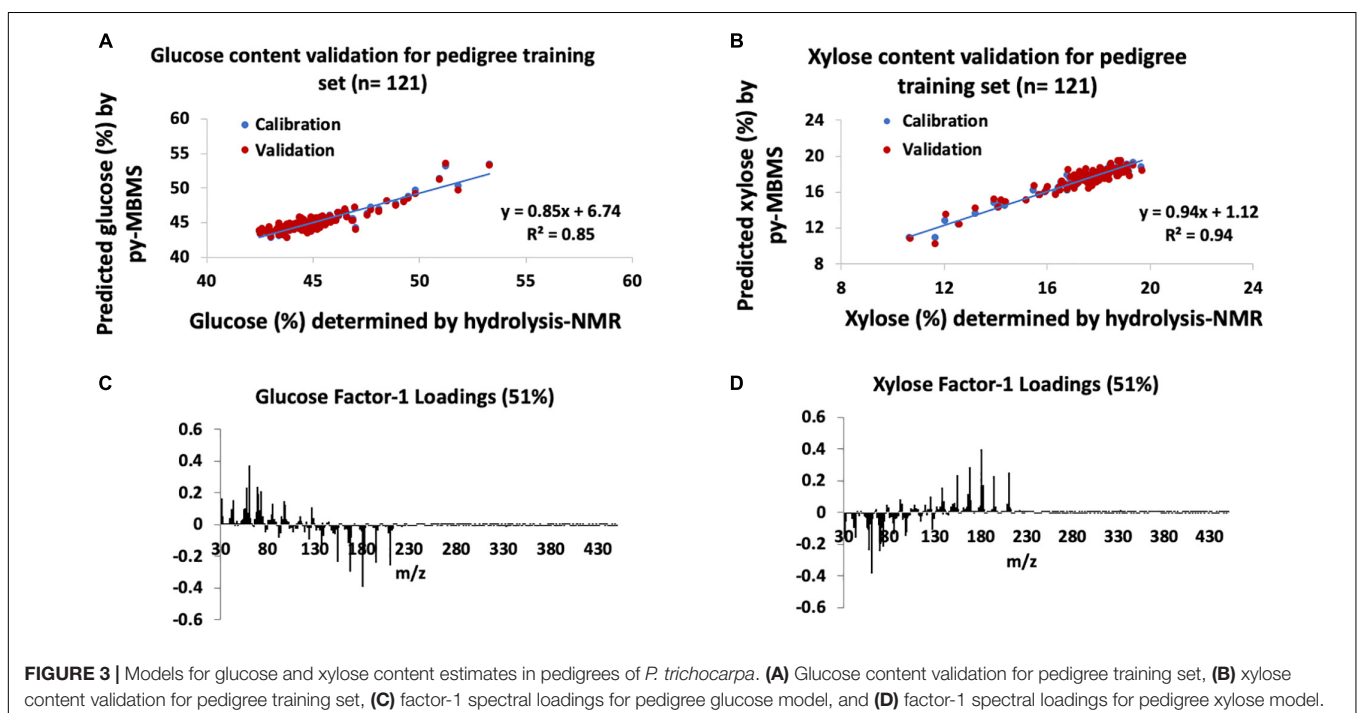 A
Glucose content validation for pedigree training
set (n= 121)
Predicted glucose (%) by
py-MBMS
60
55
50
45
40
Calibration
Validation
y = 0.85x + 6.74
R² = 0.85
40 45 50 55 60
Glucose (%) determined by hydrolysis-NMR
B
Xylose content validation for pedigree
training set (n= 121)
Predicted xylose (%) by
py-MBMS
24
20
16
12
8
Calibration
Validation
y = 0.94x + 1.12
R² = 0.94
8 12 16 20 24
Xylose (%) determined by hydrolysis-NMR
C
Glucose Factor-1 Loadings (51%)
0.6
0.4
0.2
0
-0.2
-0.4
-0.6
30 80 130 180 230 280 330 380 430
m/z
D
Xylose Factor-1 Loadings (51%)
0.6
0.4
0.2
0
-0.2
-0.4
-0.6
30 80 130 180 230 280 330 380 430
m/z
FIGURE 3 | Models for glucose and xylose content estimates in pedigrees of P. trichocarpa. (A) Glucose content validation for pedigree training set, (B) xylose
content validation for pedigree training set, (C) factor-1 spectral loadings for pedigree glucose model, and (D) factor-1 spectral loadings for pedigree xylose model.